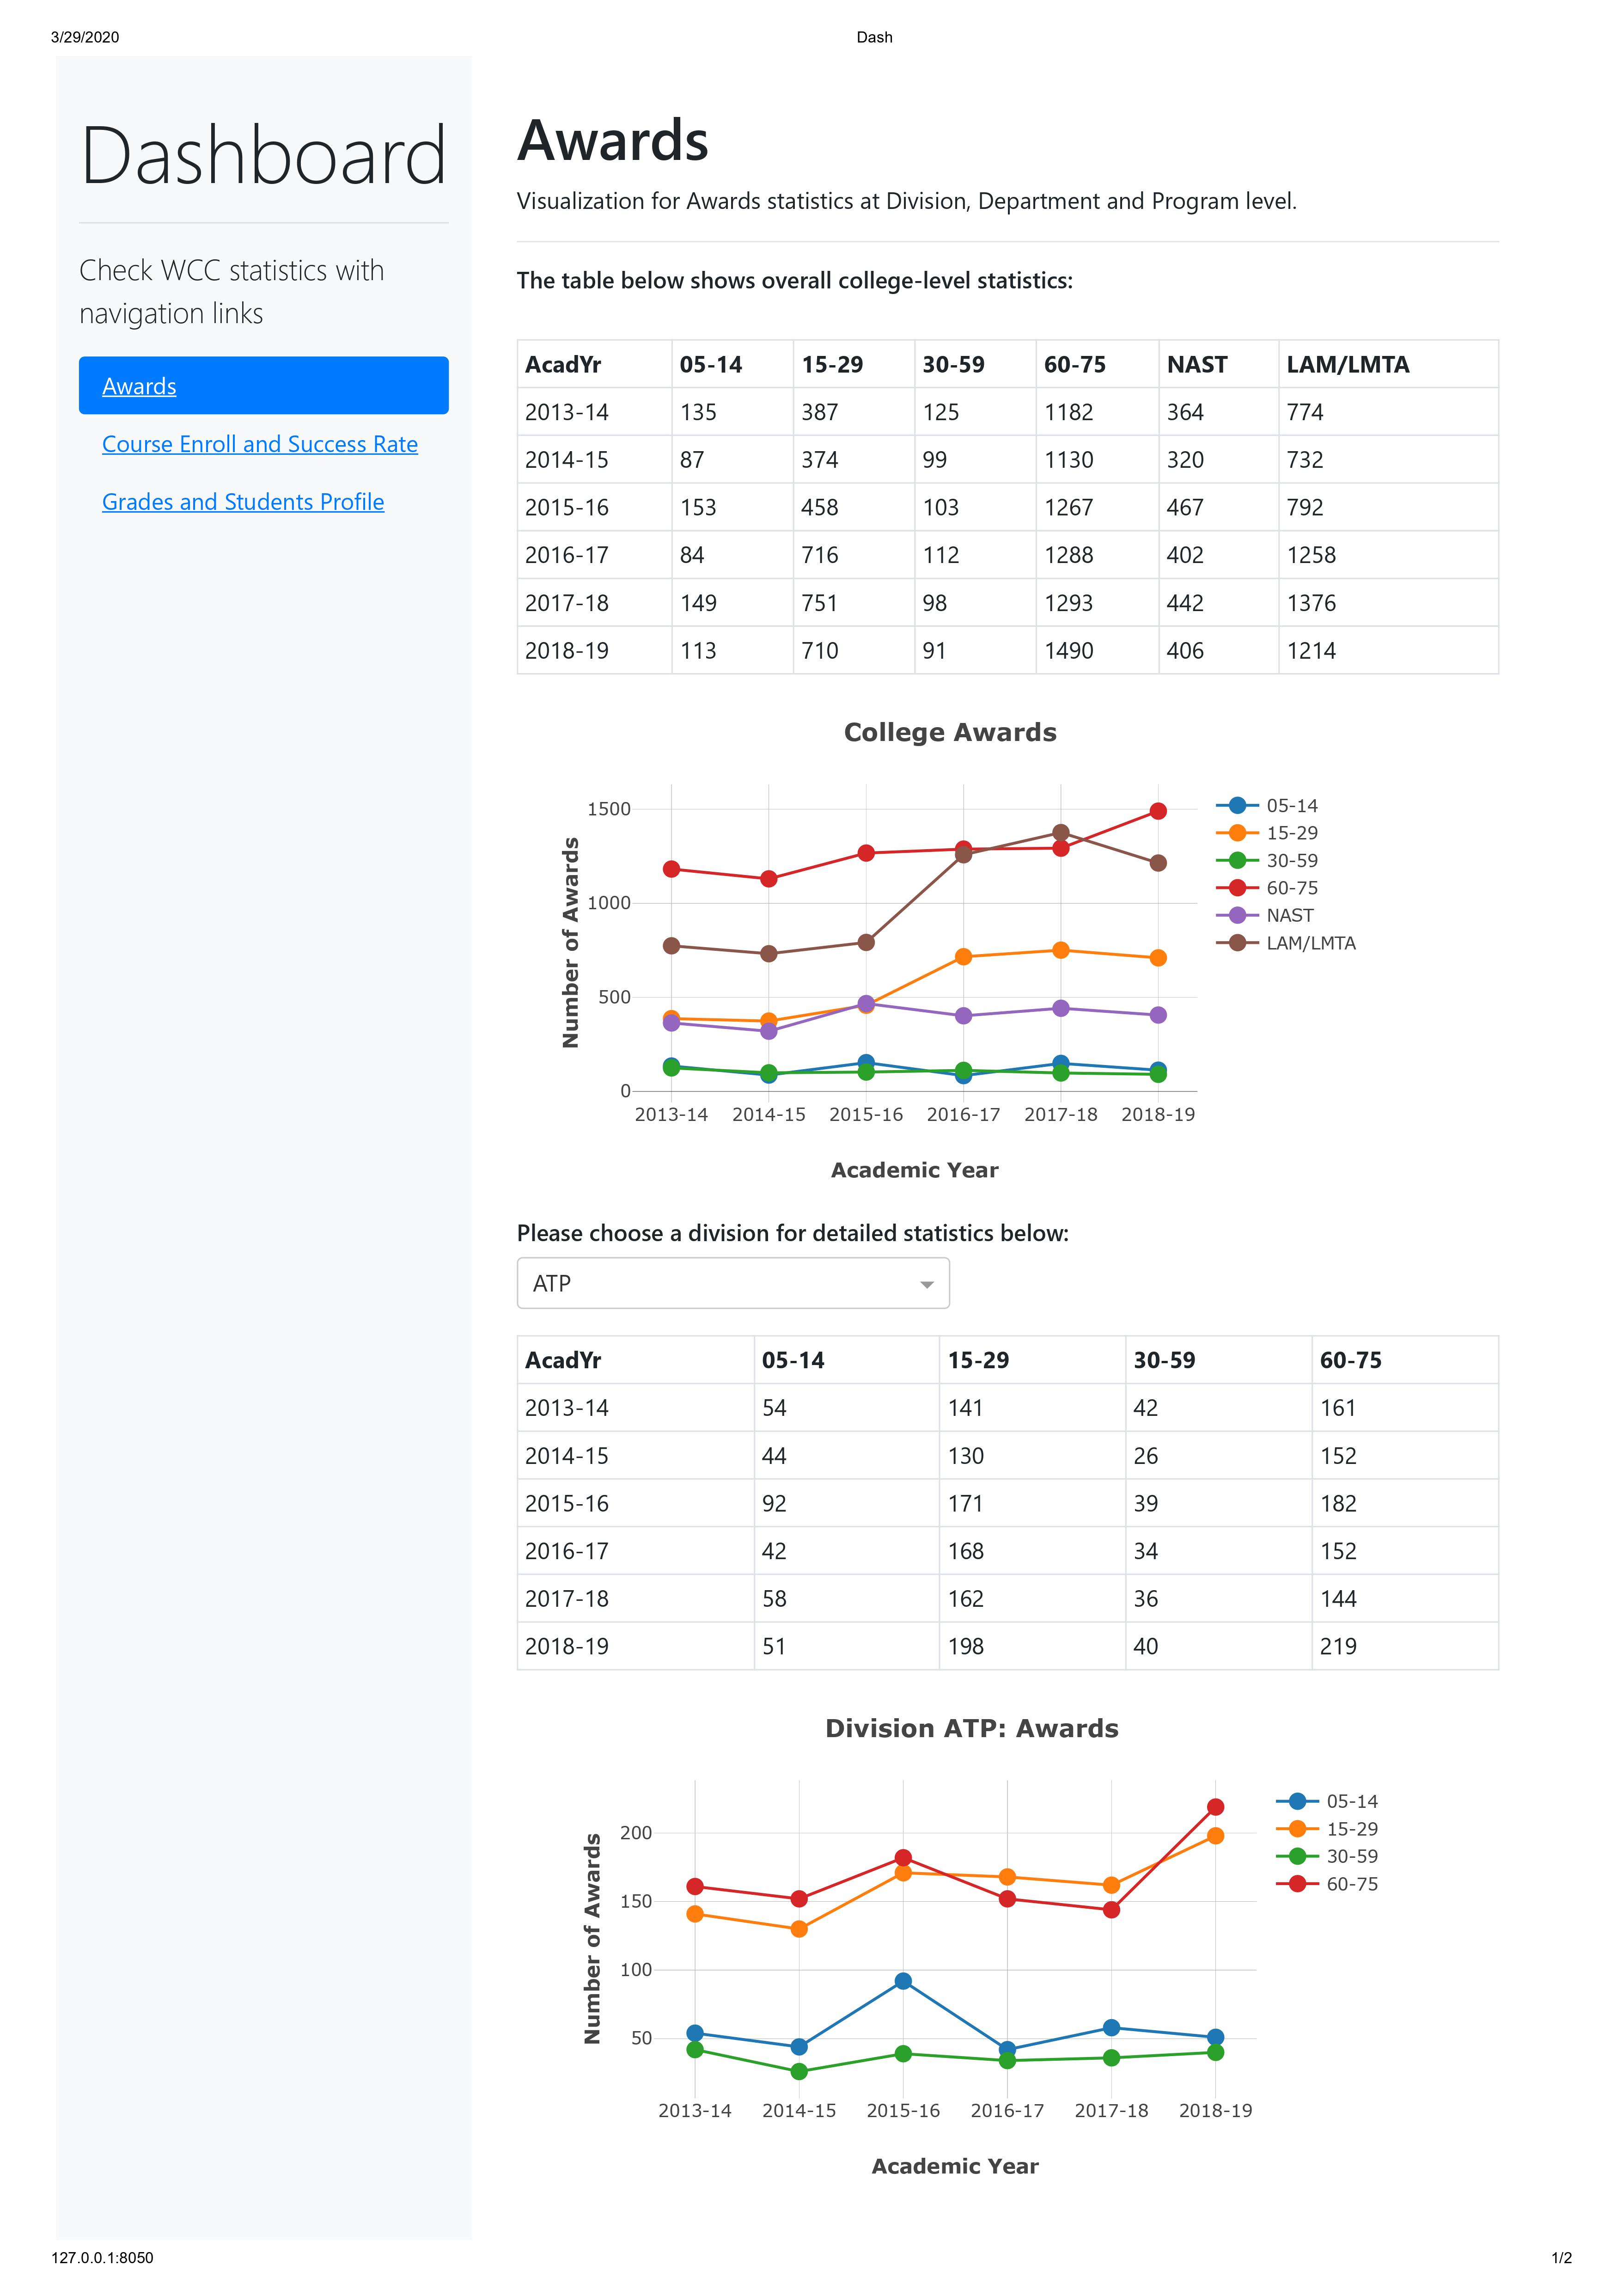 3/29/2020 Dash
Dashboard
Check WCC statistics with
navigation links
Awards
Course Enroll and Success Rate
Grades and Students Profile
Awards
Visualization for Awards statistics at Division, Department and Program level.
The table below shows overall college-level statistics:
AcadYr 05-14 15-29 30-59 60-75 NAST LAM/LMTA
2013-14 135 387 125 1182 364 774
2014-15 87 374 99 1130 320 732
2015-16 153 458 103 1267 467 792
2016-17 84 716 112 1288 402 1258
2017-18 149 751 98 1293 442 1376
2018-19 113 710 91 1490 406 1214
College Awards
Number of Awards
1500
1000
500
0
2013-14 2014-15 2015-16 2016-17 2017-18 2018-19
Academic Year
05-14
15-29
30-59
60-75
NAST
LAM/LMTA
Please choose a division for detailed statistics below:
ATP
AcadYr 05-14 15-29 30-59 60-75
2013-14 54 141 42 161
2014-15 44 130 26 152
2015-16 92 171 39 182
2016-17 42 168 34 152
2017-18 58 162 36 144
2018-19 51 198 40 219
Division ATP: Awards
Number of Awards
200
150
100
50
2013-14 2014-15 2015-16 2016-17 2017-18 2018-19
Academic Year
05-14
15-29
30-59
60-75
127.0.0.1:8050 1/2